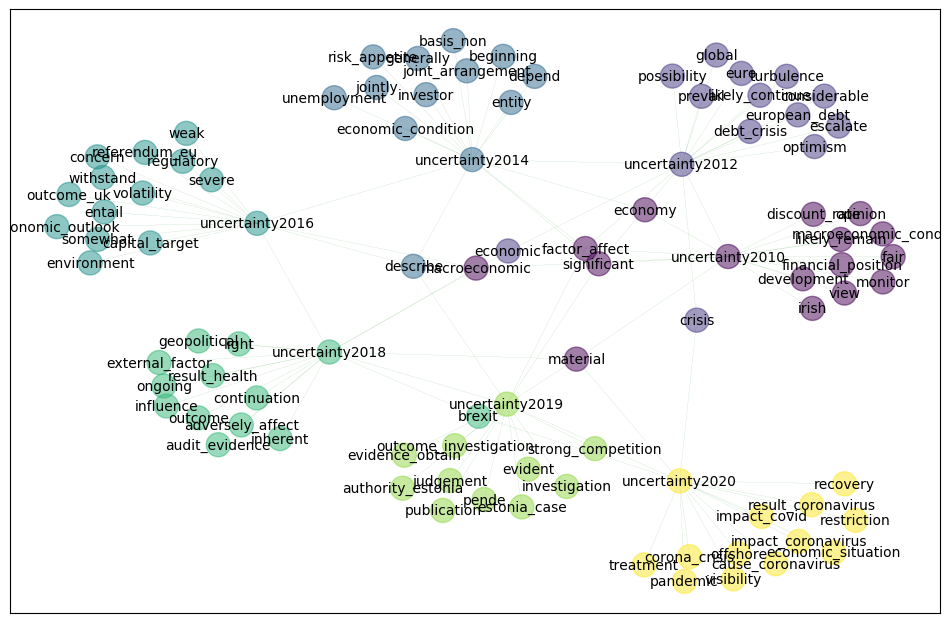 basis_non
risk_appetite
generally
beginning
joint_arrangement
depend
jointly
unemployment
investor
entity
economic_condition
uncertainty2014
global
possibility
euro
turbulence
prevail
likely_continue
considerable
european_debt
debt_crisis
escalate
optimism
uncertainty2012
weak
concern
referendum_eu
regulatory
withstand
severe
outcome_uk
volatility
entail
onomic_outlook
somewhat
capital_target
environment
uncertainty2016
economy
discount_rate
opinion
macroeconomic_cond
likely_remain
economic
factor_affect
significant
uncertainty2010
fair
describe
macroeconomic
financial_position
development
monitor
view
irish
crisis
geopolitical
light
uncertainty2018
material
external_factor
result_health
ongoing
continuation
influence
outcome
adversely_affect
inherent
audit_evidence
uncertainty2019
brexit
outcome_investigation
strong_competition
evidence_obtain
evident
judgement
authority_estonia
investigation
pende
publication
estonia_case
uncertainty2020
recovery
result_coronavirus
impact_covid
restriction
impact_coronavirus
corona_crisis
offshore
economic_situation
treatment
cause_coronavirus
pandemic
visibility